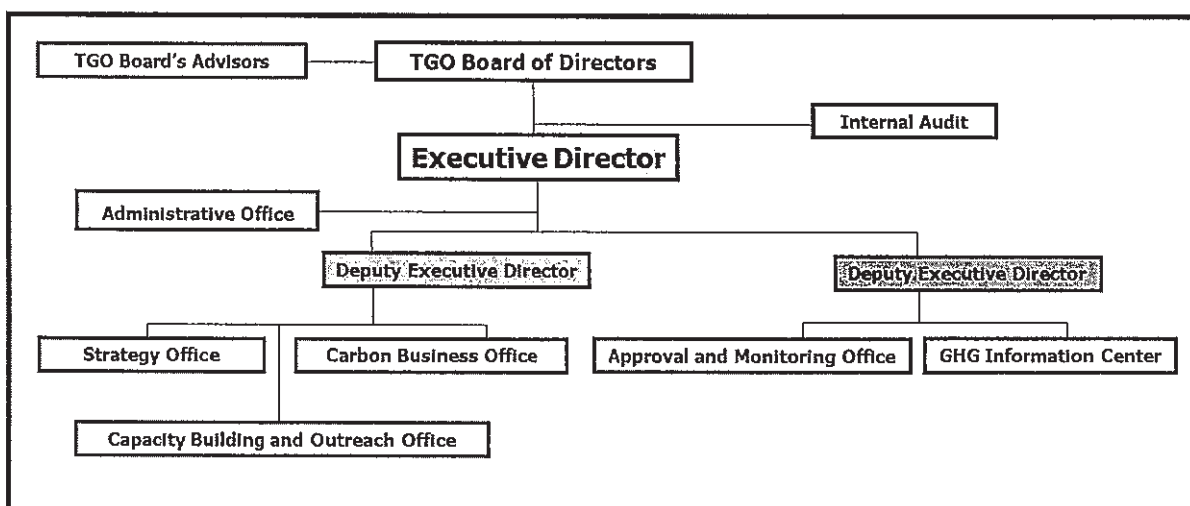 TGO Board's Advisors
TGO Board of Directors
Internal Audit
Executive Director
Administrative Office
Deputy Executive Director
Deputy Executive Director
Strategy Office
Carbon Business Office
Approval and Monitoring Office
GHG Information Center
Capacity Building and Outreach Office